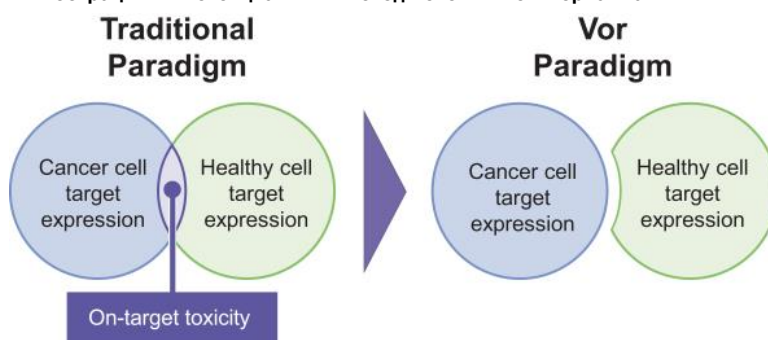 Traditional
Paradigm
Vor
Paradigm
Cancer cell
target
expression
Healthy cell
target
expression
Cancer cell
target
expression
Healthy cell
target
expression
On-target toxicity